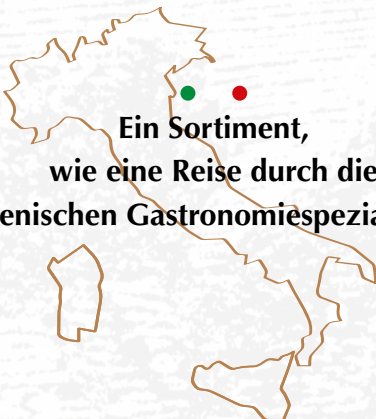 Ein Sortiment,
wie eine Reise durch die
enischen Gastronomiespezia